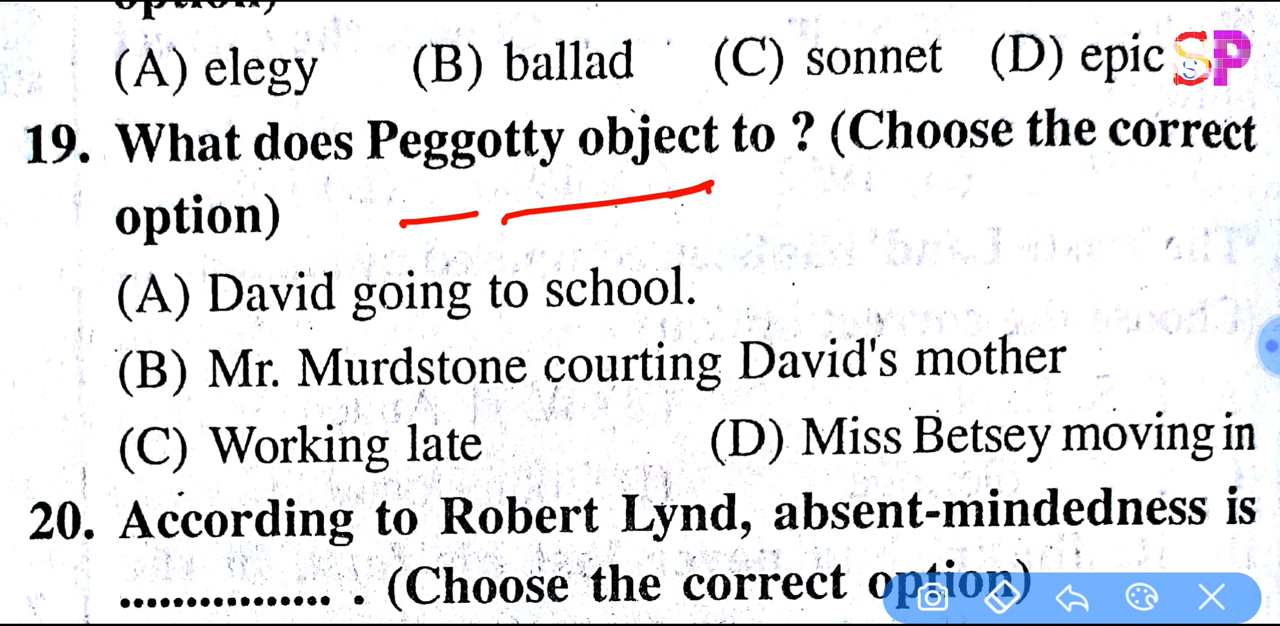 option)
(A) elegy (B) ballad (C) sonnet (D) epic SP
19. What does Peggotty object to ? (Choose the correct
option)
(A) David going to school.
(B) Mr. Murdstone courting David's mother
(C) Working late (D) Miss Betsey moving in
20. According to Robert Lynd, absent-mindedness is
................ . (Choose the correct option)